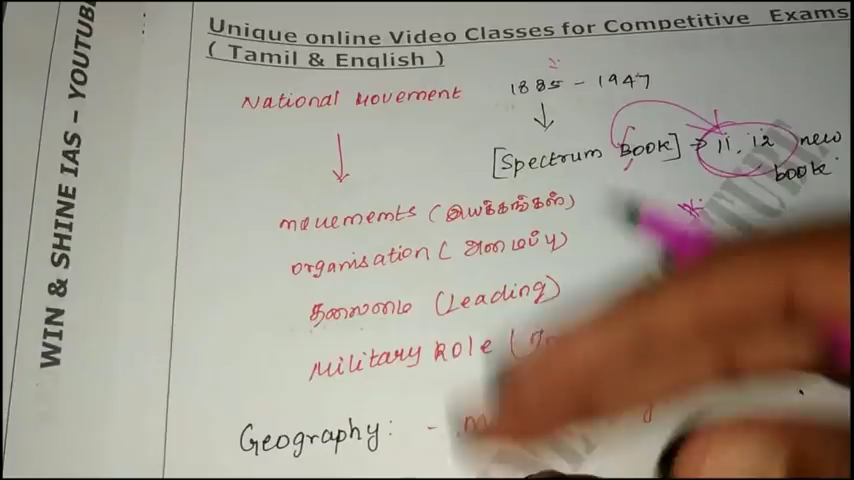 Unique online Video Classes for Competitive Exams
( Tamil & English )
WIN & SHINE IAS – YOUTUBE
National Movement 1885 - 1947
[Spectrum Book] → 11, 12 new
book.
movements (இயக்கங்கள்)
organisation ( அமைப்பு)
தலைமை (Leading)
Military Role (
Geography: -